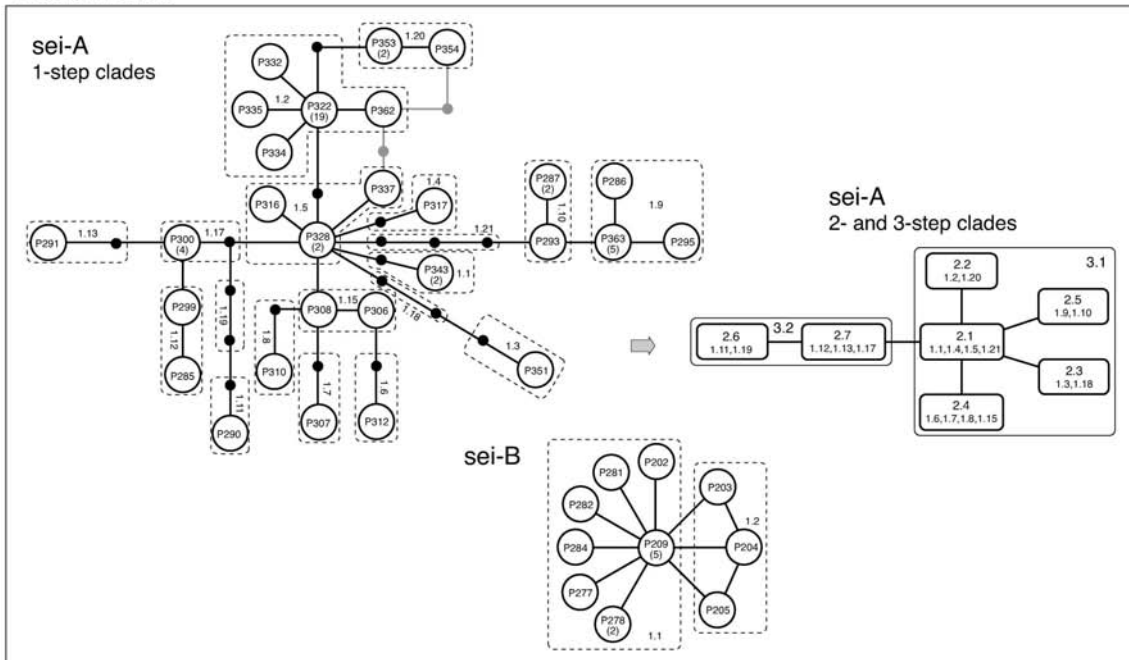 sei-A
1-step clades
P353
(2)
1.20
P354
P332
1.2
P335
P322
(19)
P362
P334
P337
1.4
P317
P316
1.5
P287
(2)
P286
1.9
1.10
P291
1.13
P300
(4)
1.17
P328
(2)
1.21
P293
P363
(5)
P295
P343
(2)
1.1
P299
1.19
P308
1.15
P306
1.18
1.12
1.8
1.3
P285
P310
1.7
1.6
P351
1.11
P290
P307
P312
sei-A
2- and 3-step clades
2.2
1.2,1.20
3.1
2.5
1.9,1.10
2.6
1.11,1.19
3.2
2.7
1.12,1.13,1.17
2.1
1.1,1.4,1.5,1.21
2.3
1.3,1.18
2.4
1.6,1.7,1.8,1.15
sei-B
P202
P281
P203
P282
1.2
P284
P209
(5)
P204
P277
P205
P278
(2)
1.1